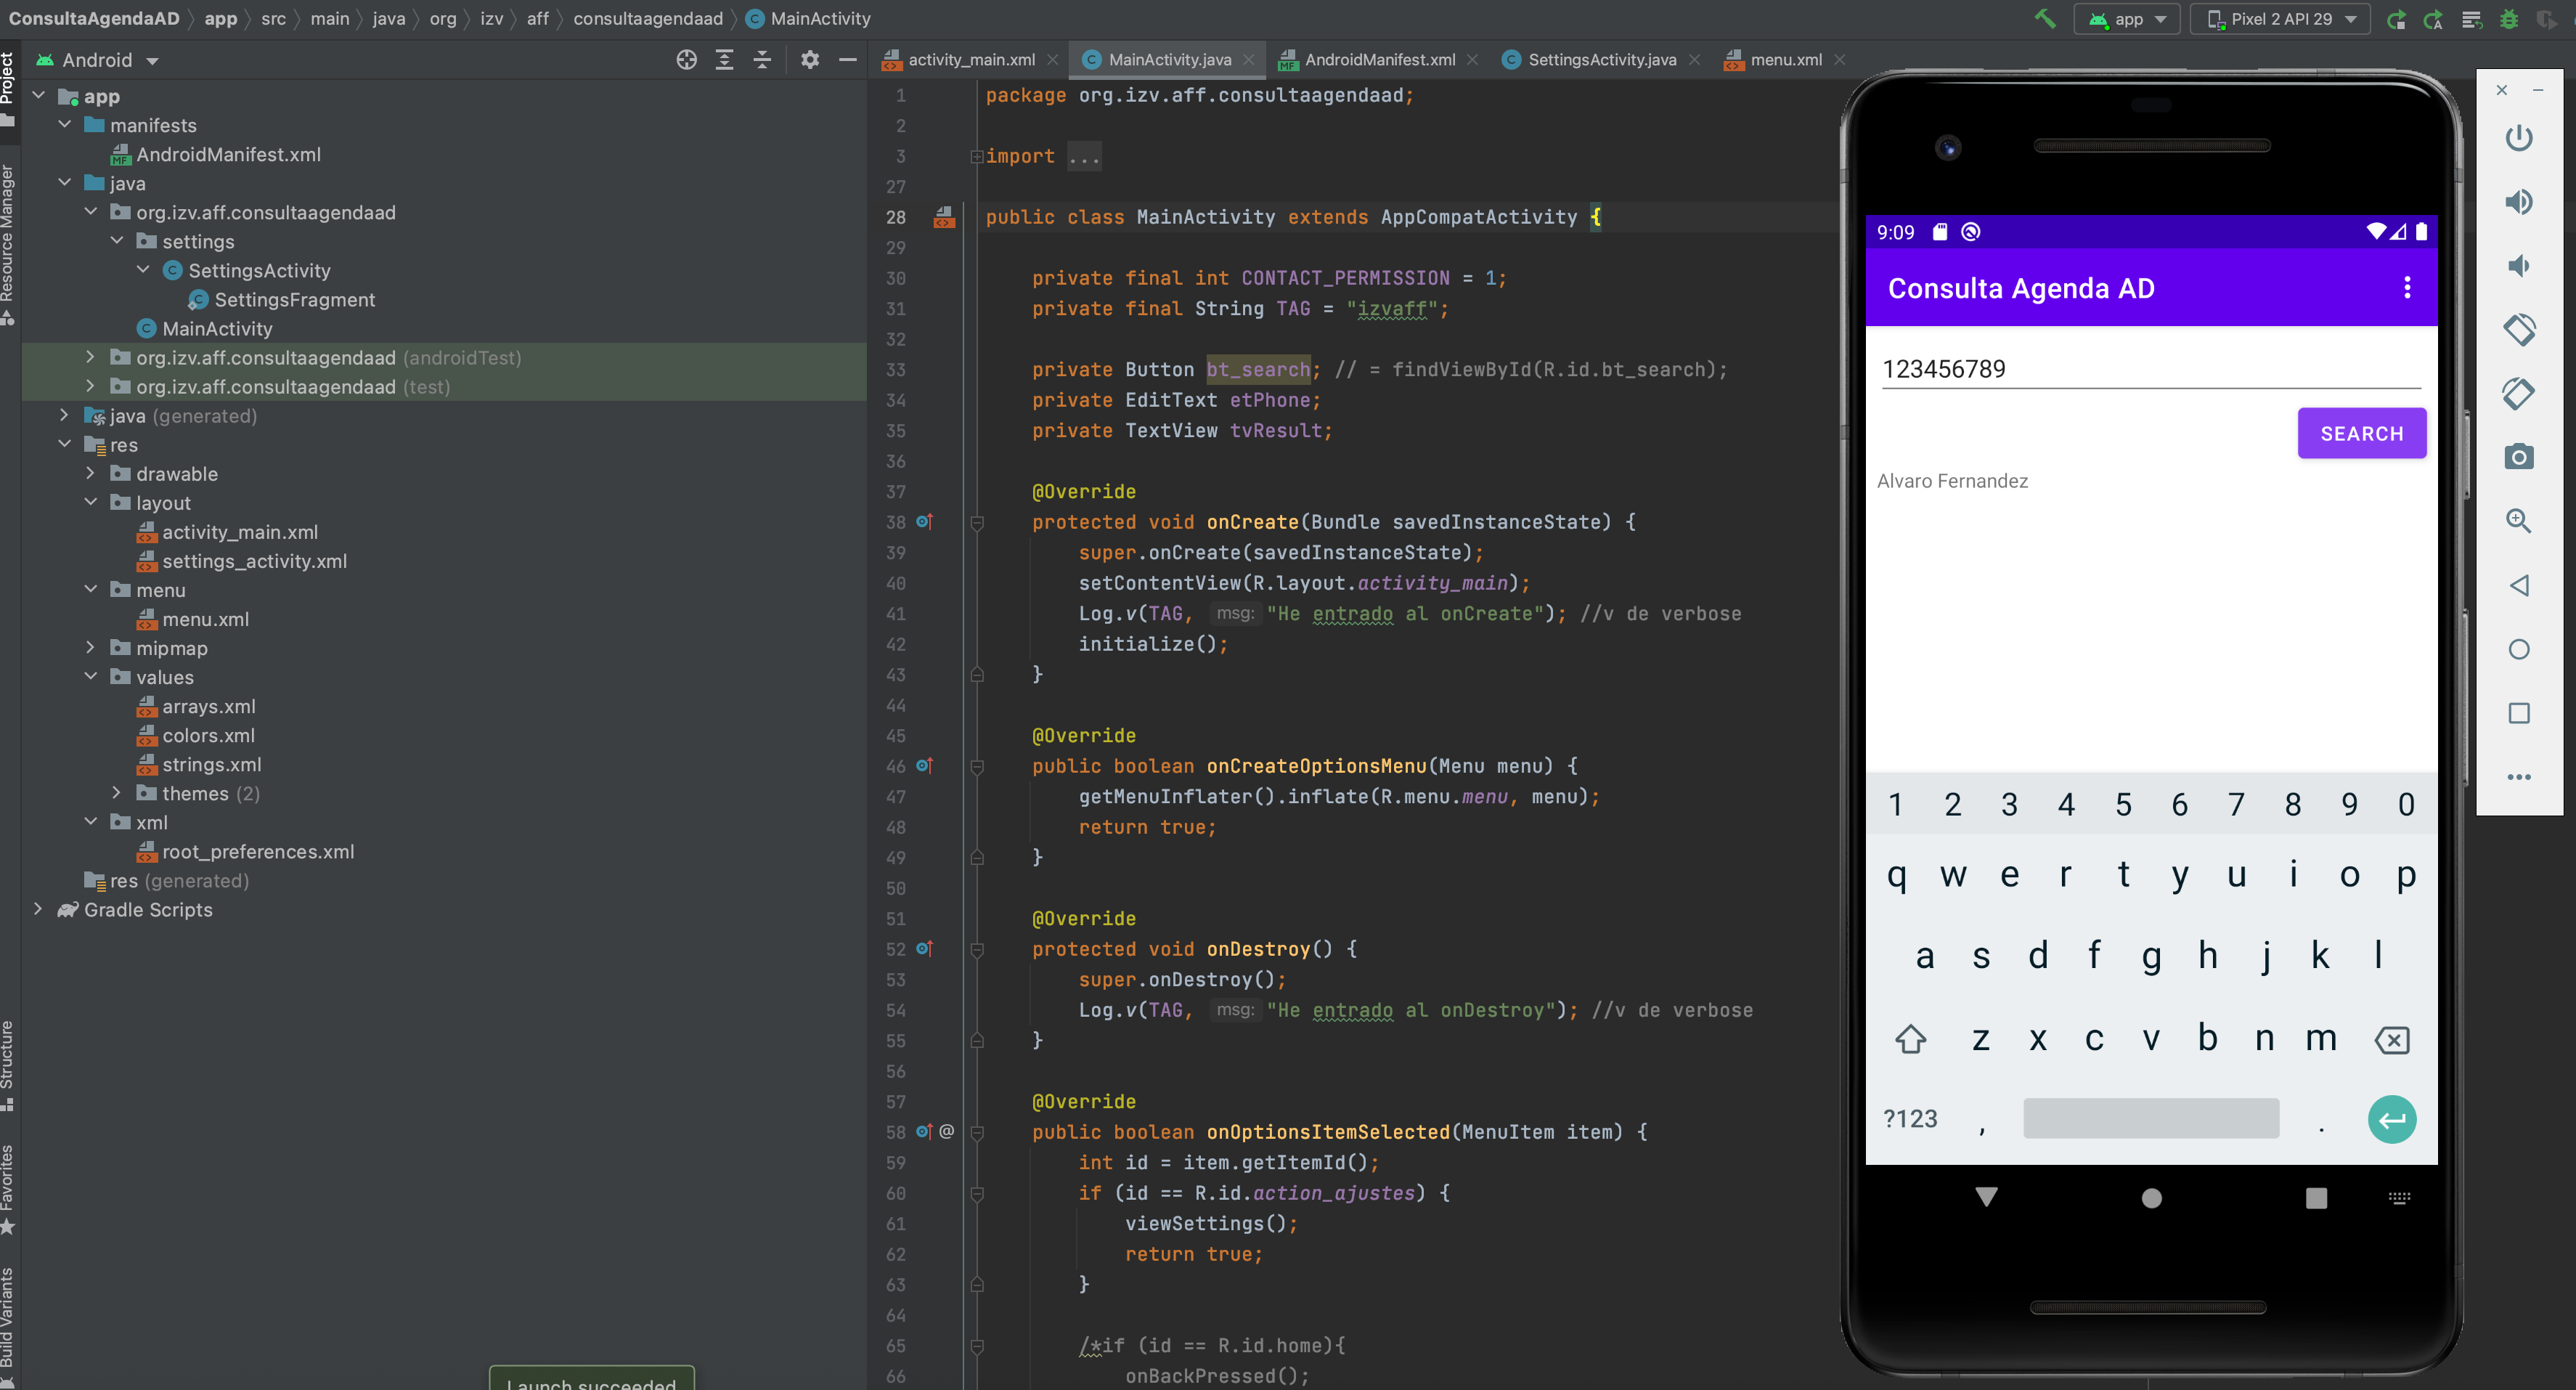 ConsultaAgendaAD app src main java org izv aff consultaagendaad MainActivity
app Pixel 2 API 29
Project
Resource Manager
Structure
Favorites
Build Variants
Android
app
manifests
AndroidManifest.xml
java
org.izv.aff.consultaagendaad
settings
SettingsActivity
SettingsFragment
MainActivity
org.izv.aff.consultaagendaad (androidTest)
org.izv.aff.consultaagendaad (test)
java (generated)
res
drawable
layout
activity_main.xml
settings_activity.xml
menu
menu.xml
mipmap
values
arrays.xml
colors.xml
strings.xml
themes (2)
xml
root_preferences.xml
res (generated)
Gradle Scripts
Launch succeeded
activity_main.xml MainActivity.java AndroidManifest.xml SettingsActivity.java menu.xml
1 package org.izv.aff.consultaagendaad;
2
3 import ...
27
28 public class MainActivity extends AppCompatActivity {
29
30 private final int CONTACT_PERMISSION = 1;
31 private final String TAG = "izvaff";
32
33 private Button bt_search; // = findViewById(R.id.bt_search);
34 private EditText etPhone;
35 private TextView tvResult;
36
37 @Override
38 protected void onCreate(Bundle savedInstanceState) {
39 super.onCreate(savedInstanceState);
40 setContentView(R.layout.activity_main);
41 Log.v(TAG, msg: "He entrado al onCreate"); //v de verbose
42 initialize();
43 }
44
45 @Override
46 public boolean onCreateOptionsMenu(Menu menu) {
47 getMenuInflater().inflate(R.menu.menu, menu);
48 return true;
49 }
50
51 @Override
52 protected void onDestroy() {
53 super.onDestroy();
54 Log.v(TAG, msg: "He entrado al onDestroy"); //v de verbose
55 }
56
57 @Override
58 @ public boolean onOptionsItemSelected(MenuItem item) {
59 int id = item.getItemId();
60 if (id == R.id.action_ajustes) {
61 viewSettings();
62 return true;
63 }
64
65 /*if (id == R.id.home){
66 onBackPressed();
9:09
Consulta Agenda AD
123456789
SEARCH
Alvaro Fernandez
1 2 3 4 5 6 7 8 9 0
q w e r t y u i o p
a s d f g h j k l
z x c v b n m
?123 , .